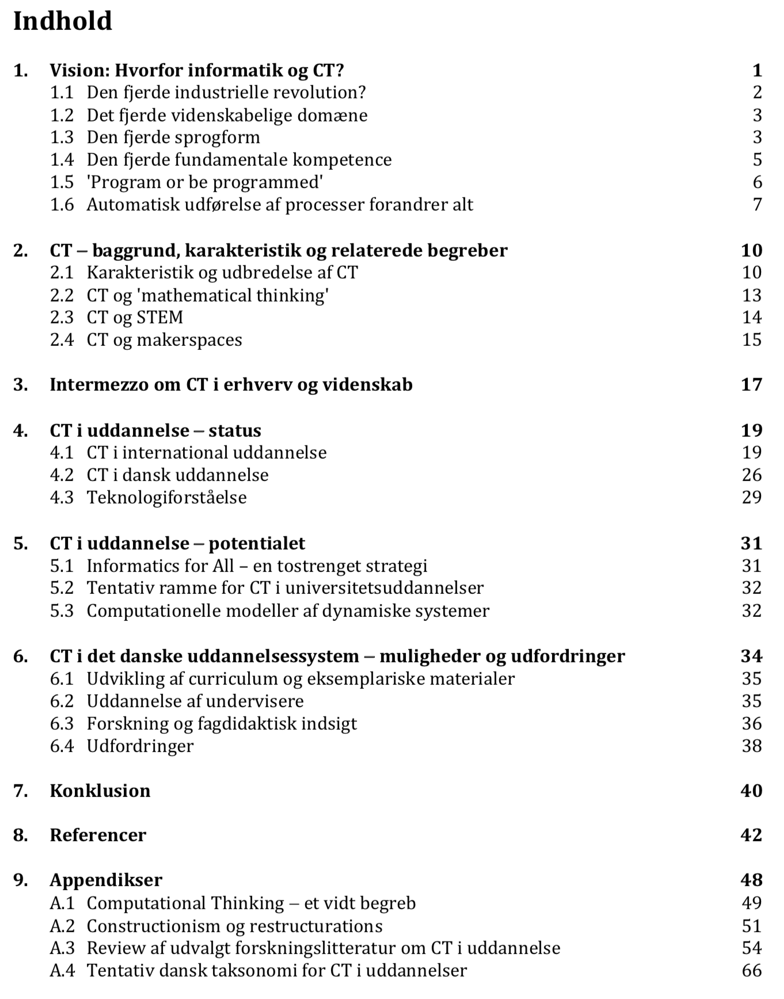 Indhold
1. Vision: Hvorfor informatik og CT? 1
1.1 Den fjerde industrielle revolution? 2
1.2 Det fjerde videnskabelige domæne 3
1.3 Den fjerde sprogform 3
1.4 Den fjerde fundamentale kompetence 5
1.5 'Program or be programmed' 6
1.6 Automatisk udførelse af processer forandrer alt 7
2. CT – baggrund, karakteristik og relaterede begreber 10
2.1 Karakteristik og udbredelse af CT 10
2.2 CT og 'mathematical thinking' 13
2.3 CT og STEM 14
2.4 CT og makerspaces 15
3. Intermezzo om CT i erhverv og videnskab 17
4. CT i uddannelse – status 19
4.1 CT i international uddannelse 19
4.2 CT i dansk uddannelse 26
4.3 Teknologiforståelse 29
5. CT i uddannelse – potentialet 31
5.1 Informatics for All – en tostrenget strategi 31
5.2 Tentativ ramme for CT i universitetsuddannelser 32
5.3 Computationelle modeller af dynamiske systemer 32
6. CT i det danske uddannelsessystem – muligheder og udfordringer 34
6.1 Udvikling af curriculum og eksemplariske materialer 35
6.2 Uddannelse af undervisere 35
6.3 Forskning og fagdidaktisk indsigt 36
6.4 Udfordringer 38
7. Konklusion 40
8. Referencer 42
9. Appendikser 48
A.1 Computational Thinking – et vidt begreb 49
A.2 Constructionism og restructurations 51
A.3 Review af udvalgt forskningslitteratur om CT i uddannelse 54
A.4 Tentativ dansk taksonomi for CT i uddannelser 66